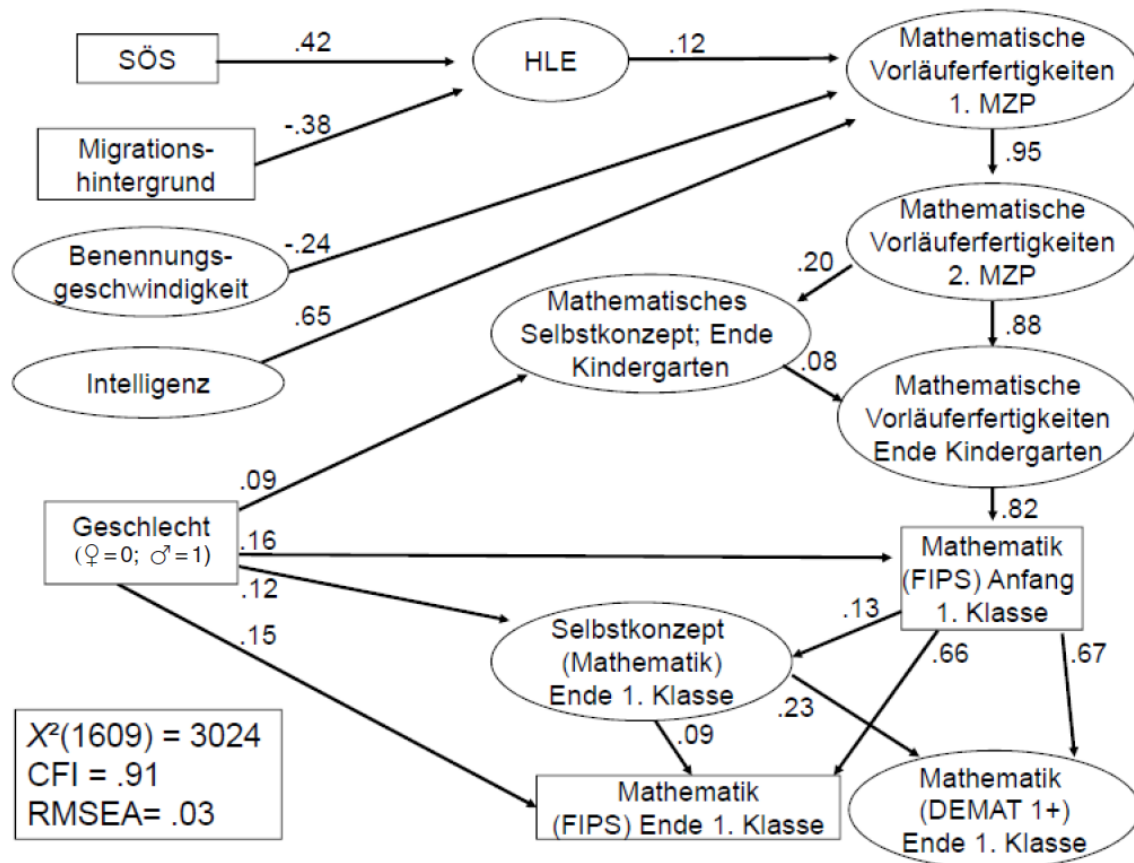 SÖS
.42
HLE
.12
Mathematische
Vorläuferfertigkeiten
1. MZP
Migrations-
hintergrund
-.38
.95
Benennungs-
geschwindigkeit
-.24
Mathematische
Vorläuferfertigkeiten
2. MZP
Intelligenz
.65
.20
Mathematisches
Selbstkonzept; Ende
Kindergarten
.88
.08
Mathematische
Vorläuferfertigkeiten
Ende Kindergarten
.09
.82
Geschlecht
(♀=0; ♂=1)
.16
.12
.15
Mathematik
(FIPS) Anfang
1. Klasse
.13
Selbstkonzept
(Mathematik)
Ende 1. Klasse
.66
.67
.23
.09
X²(1609) = 3024
CFI = .91
RMSEA= .03
Mathematik
(FIPS) Ende 1. Klasse
Mathematik
(DEMAT 1+)
Ende 1. Klasse